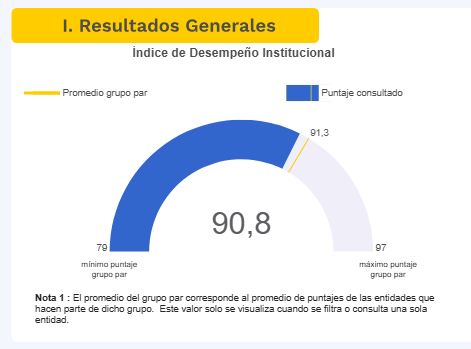 I. Resultados Generales
Índice de Desempeño Institucional
Promedio grupo par
Puntaje consultado
91,3
90,8
79
97
mínimo puntaje
grupo par
máximo puntaje
grupo par
Nota 1 : El promedio del grupo par corresponde al promedio de puntajes de las entidades que
hacen parte de dicho grupo. Este valor solo se visualiza cuando se filtra o consulta una sola
entidad.